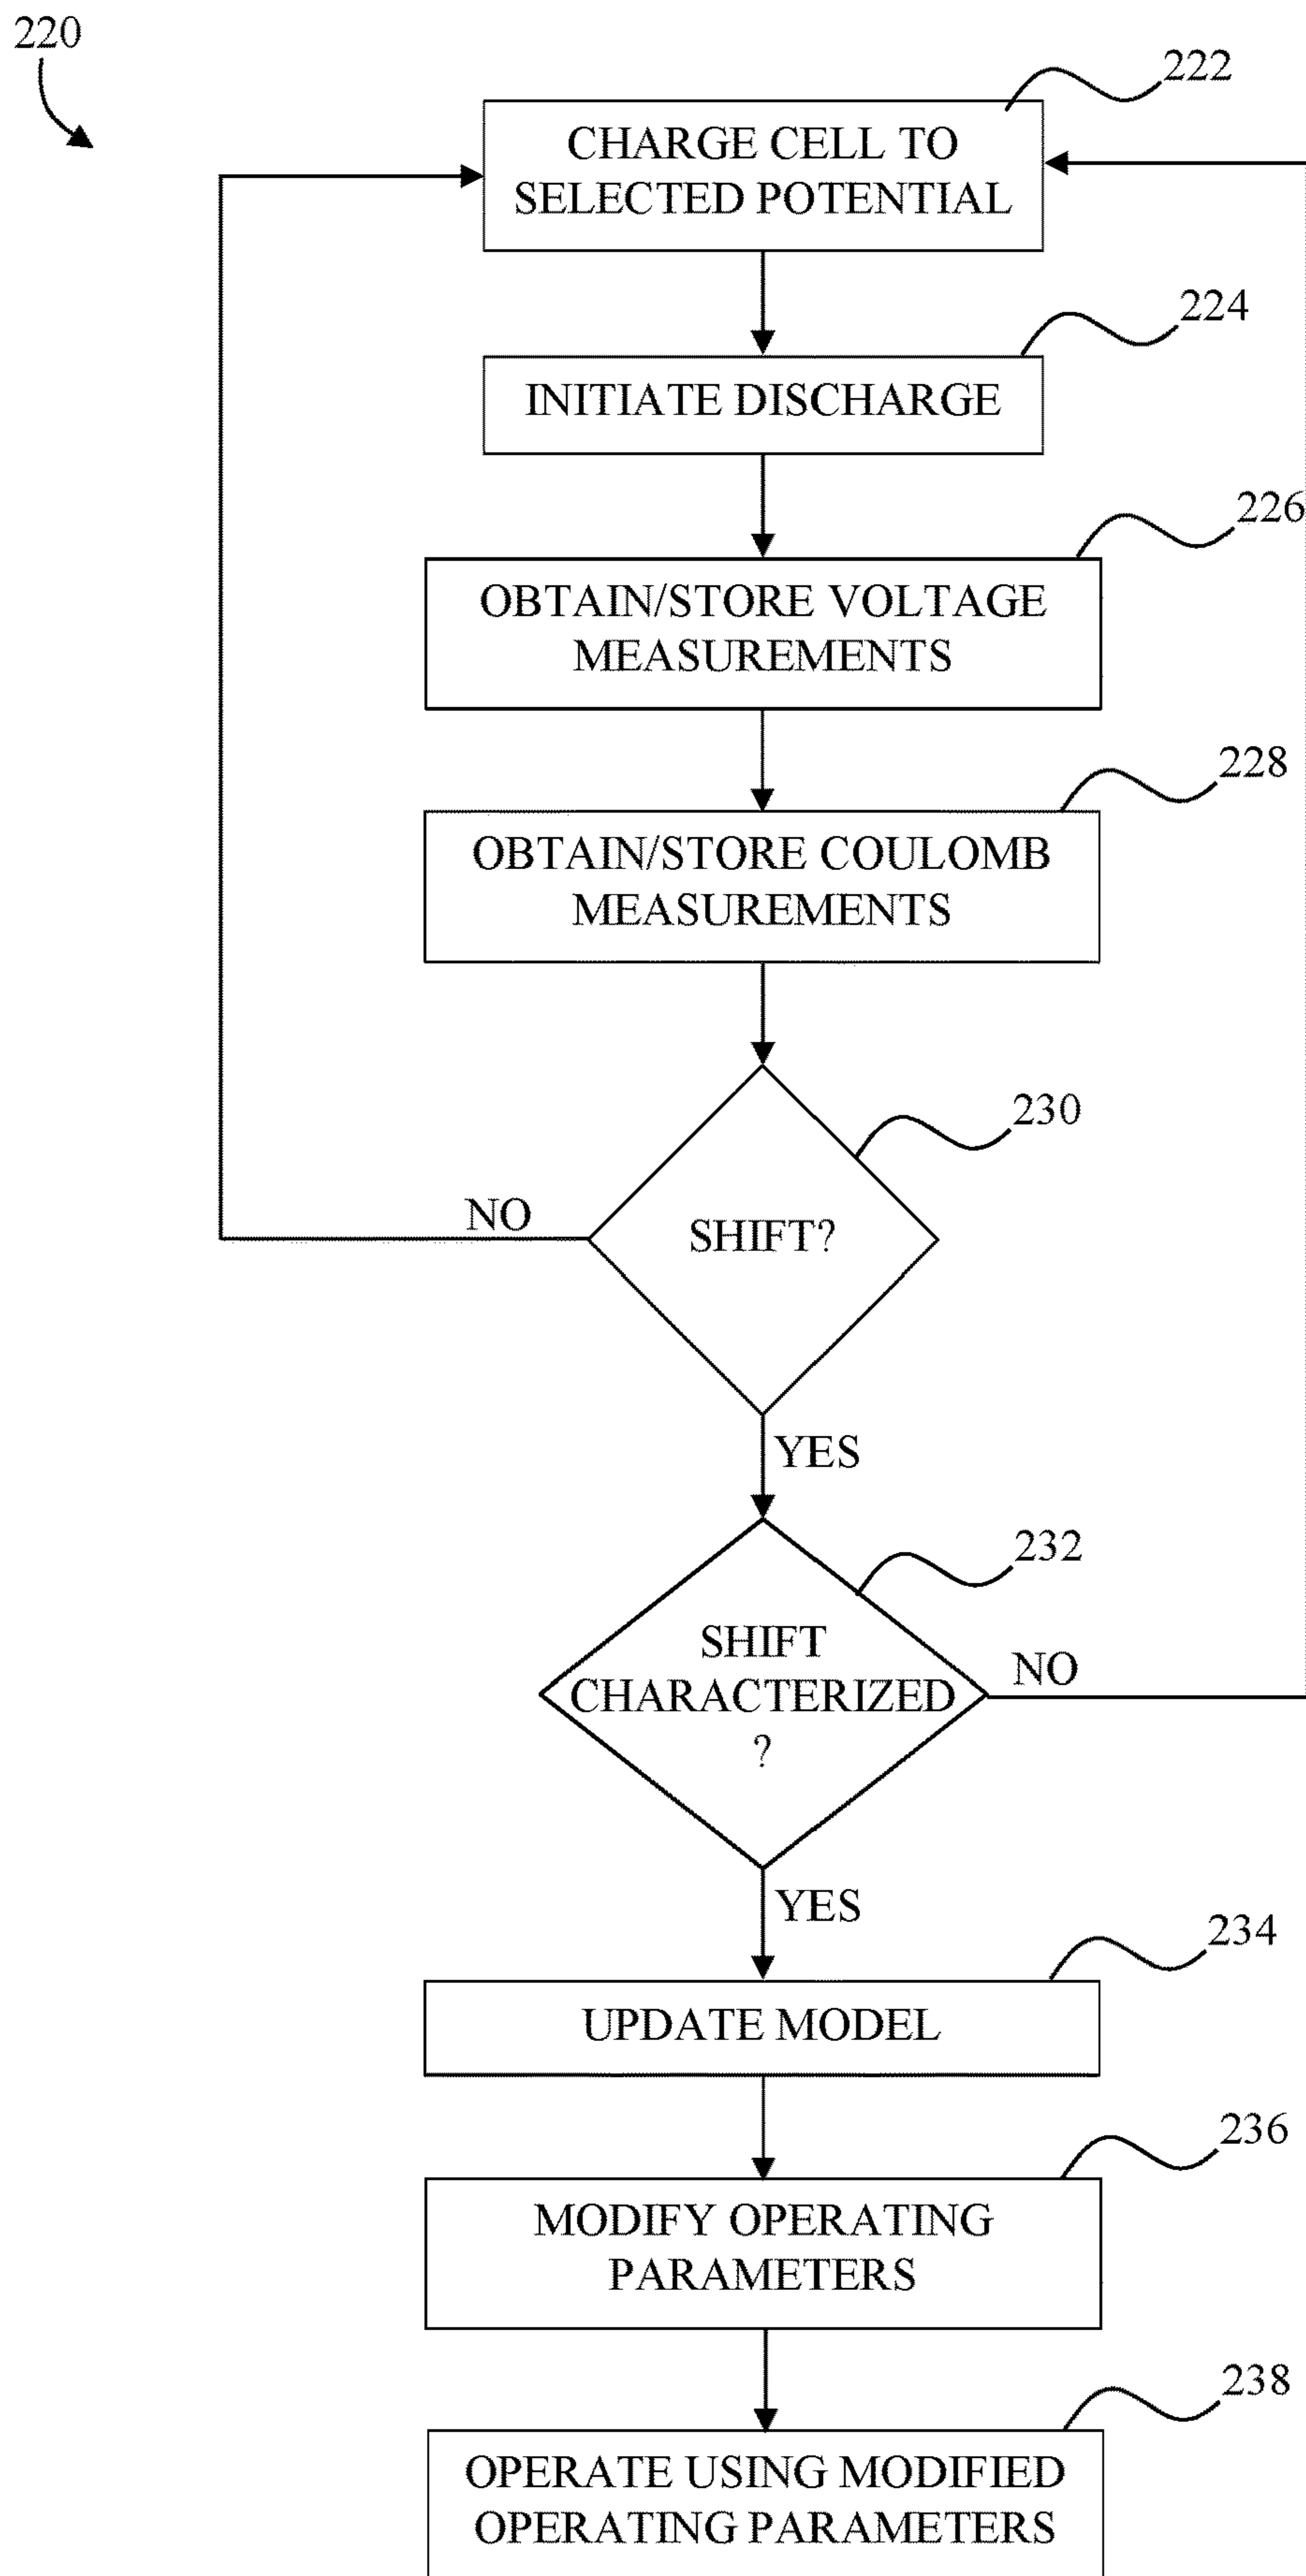 220
222
CHARGE CELL TO
SELECTED POTENTIAL
224
INITIATE DISCHARGE
226
OBTAIN/STORE VOLTAGE
MEASUREMENTS
228
OBTAIN/STORE COULOMB
MEASUREMENTS
230
NO
SHIFT?
YES
232
SHIFT
CHARACTERIZED
?
NO
YES
234
UPDATE MODEL
236
MODIFY OPERATING
PARAMETERS
238
OPERATE USING MODIFIED
OPERATING PARAMETERS